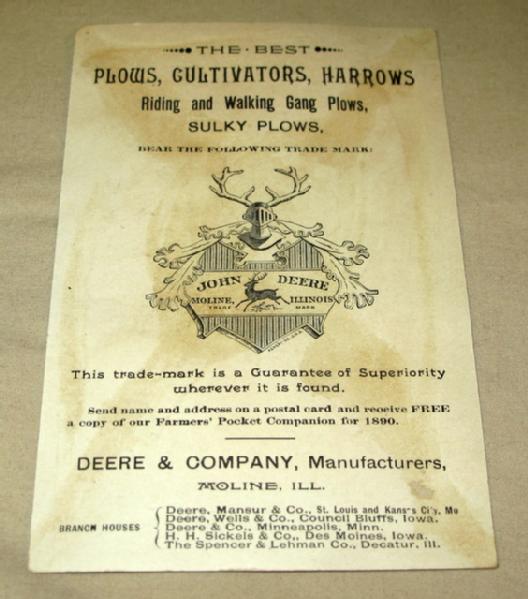 THE BEST
PLOWS, CULTIVATORS, HARROWS
Riding and Walking Gang Plows,
SULKY PLOWS,
BEAR THE FOLLOWING TRADE MARK:
JOHN DEERE
MOLINE, ILLINOIS
TRADE MARK
This trade-mark is a Guarantee of Superiority
wherever it is found.
Send name and address on a postal card and receive FREE
a copy of our Farmers' Pocket Companion for 1890.
DEERE & COMPANY, Manufacturers,
MOLINE, ILL.
BRANCH HOUSES
Deere, Mansur & Co., St. Louis and Kans's City, Mo
Deere, Wells & Co., Council Bluffs, Iowa.
Deere & Co., Minneapolis, Minn.
H. H. Sickels & Co., Des Moines, Iowa.
The Spencer & Lehman Co., Decatur, Ill.